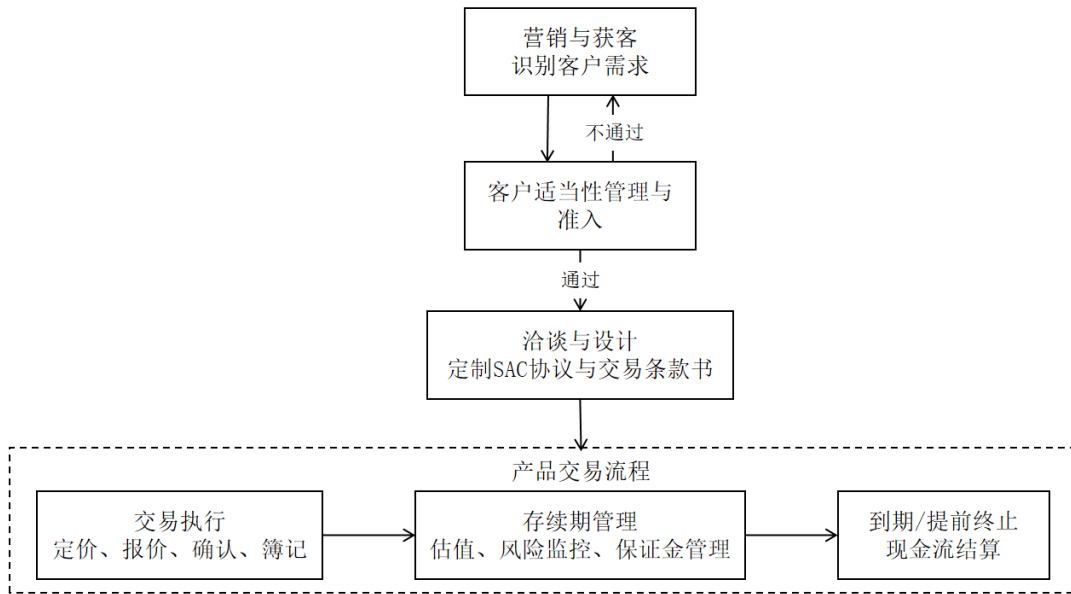 营销与获客
识别客户需求
不通过
客户适当性管理与
准入
通过
洽谈与设计
定制SAC协议与交易条款书
产品交易流程
交易执行
定价、报价、确认、簿记
存续期管理
估值、风险监控、保证金管理
到期/提前终止
现金流结算